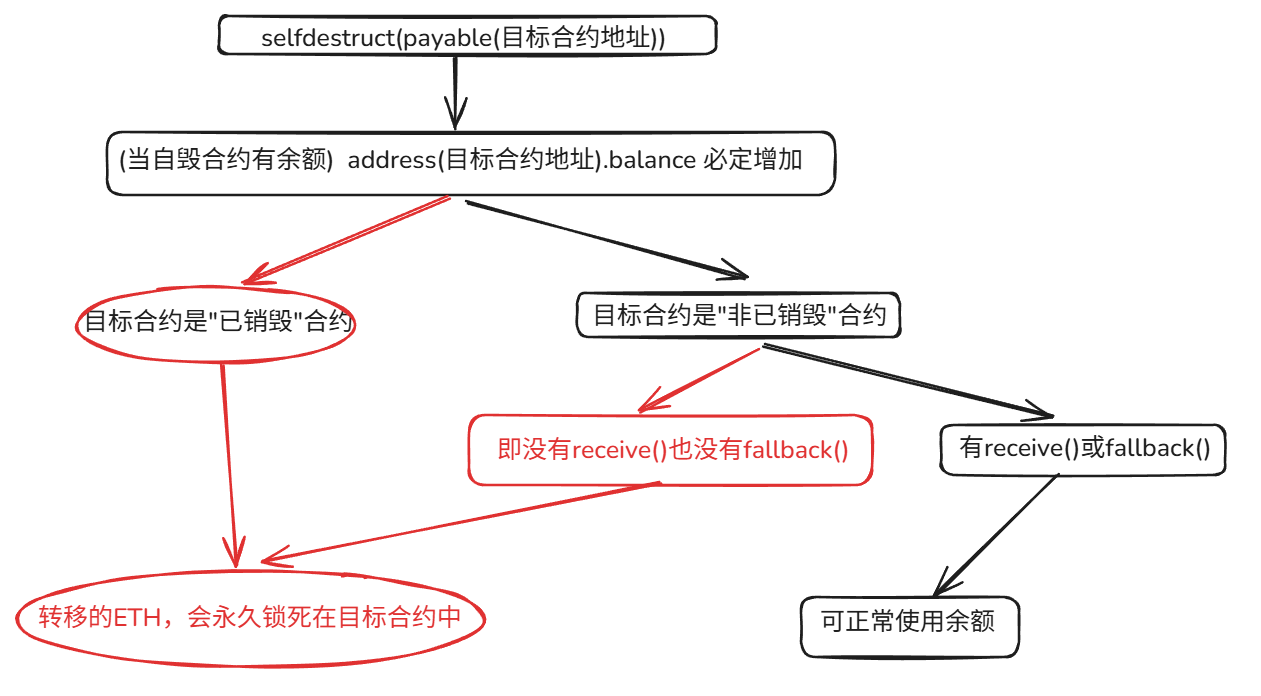 selfdestruct(payable(目标合约地址))
(当自毁合约有余额)  address(目标合约地址).balance 必定增加
目标合约是"已销毁"合约
目标合约是"非已销毁"合约
即没有receive()也没有fallback()
有receive()或fallback()
转移的ETH，会永久锁死在目标合约中
可正常使用余额